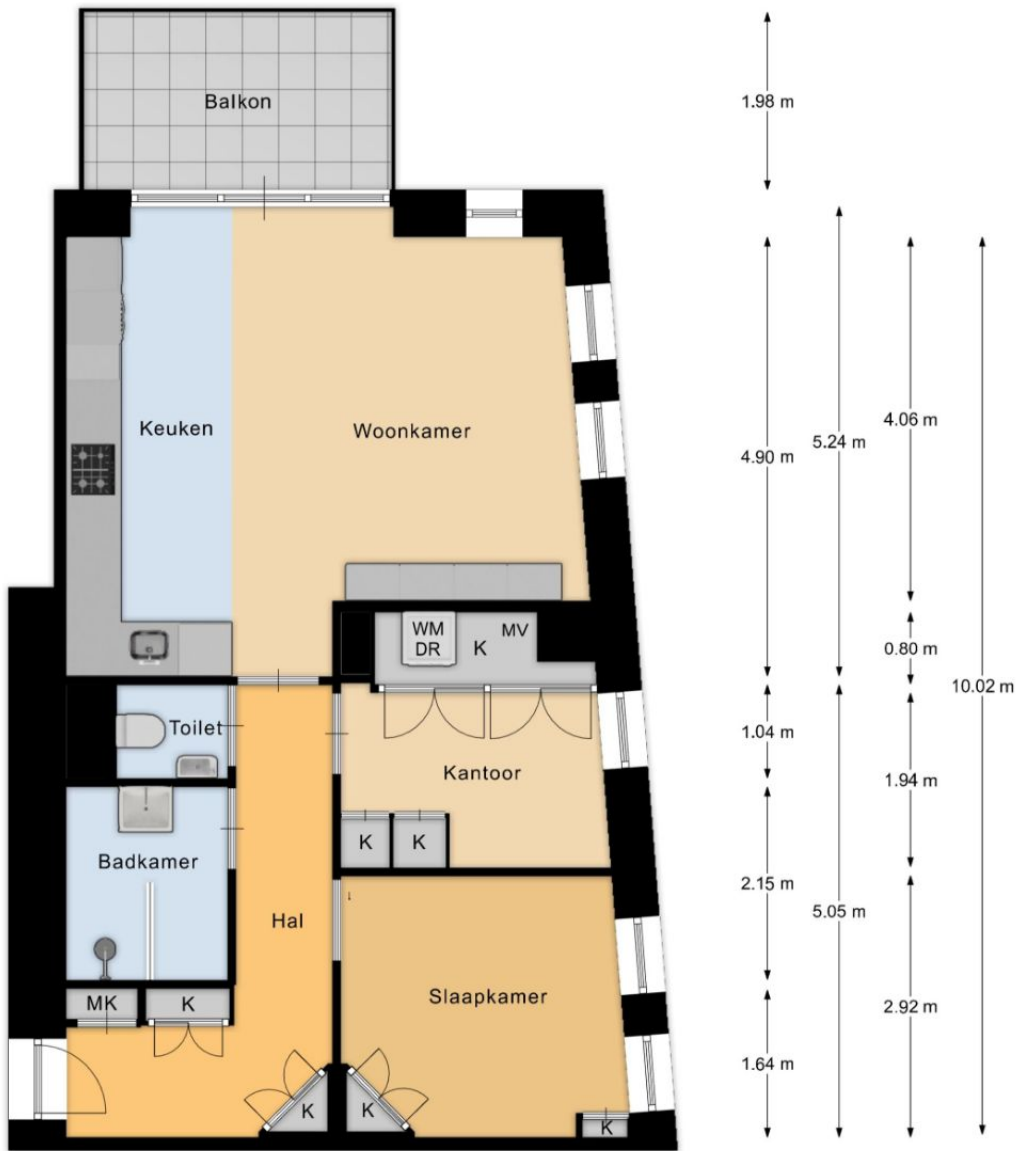 Balkon
1.98 m
Keuken
Woonkamer
4.90 m
5.24 m
4.06 m
WM
DR
K
MV
0.80 m
10.02 m
Toilet
1.04 m
Kantoor
1.94 m
K
K
Badkamer
2.15 m
Hal
5.05 m
MK
K
Slaapkamer
2.92 m
1.64 m
K
K
K